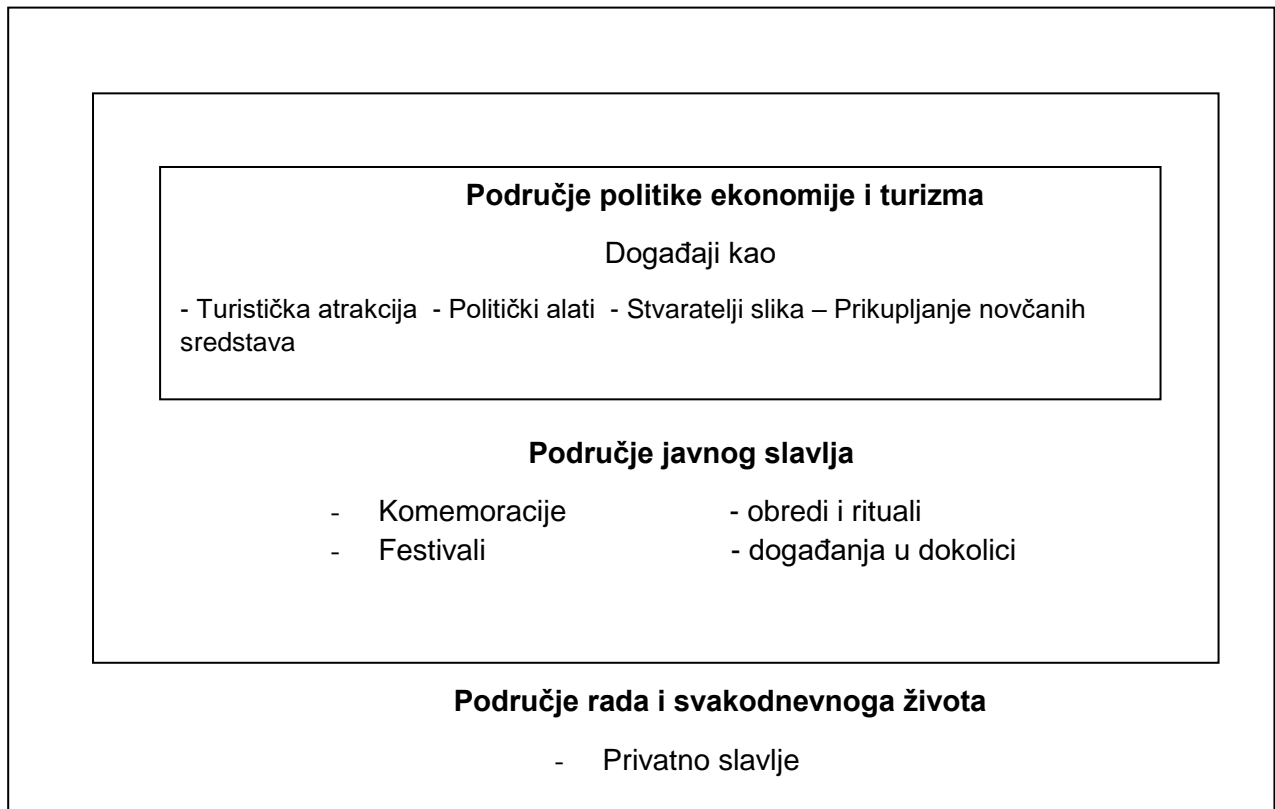 Područje politike ekonomije i turizma
Događaji kao
- Turistička atrakcija - Politički alati - Stvaratelji slika – Prikupljanje novčanih
sredstava
Područje javnog slavlja
- Komemoracije - obredi i rituali
- Festivali - događanja u dokolici
Područje rada i svakodnevnoga života
- Privatno slavlje